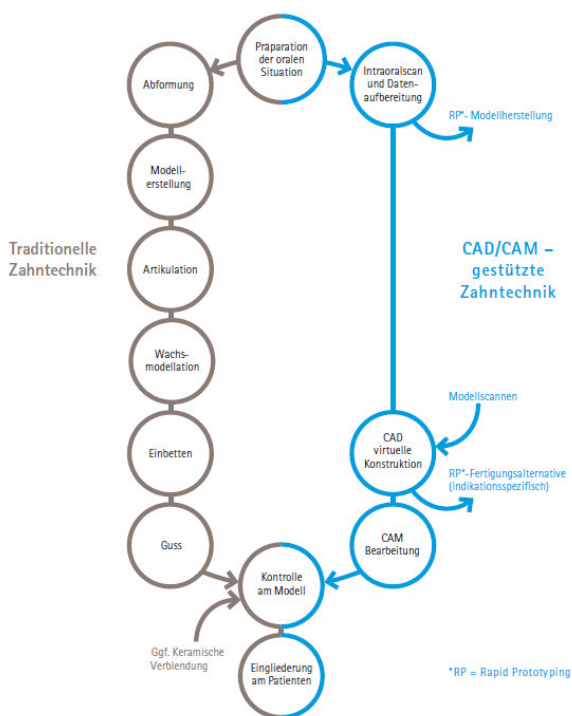 Präparation
der oralen
Situation
Abformung
Intraoralscan
und Daten-
aufbereitung
RP*- Modellherstellung
Modell-
erstellung
Traditionelle
Zahntechnik
Artikulation
CAD/CAM –
gestützte
Zahntechnik
Wachs-
modellation
Modellscannen
Einbetten
CAD
virtuelle
Konstruktion
RP*-Fertigungsalternative
(indikationsspezifisch)
Guss
CAM
Bearbeitung
Kontrolle
am Modell
Ggf. Keramische
Verblendung
Eingliederung
am Patienten
*RP = Rapid Prototyping